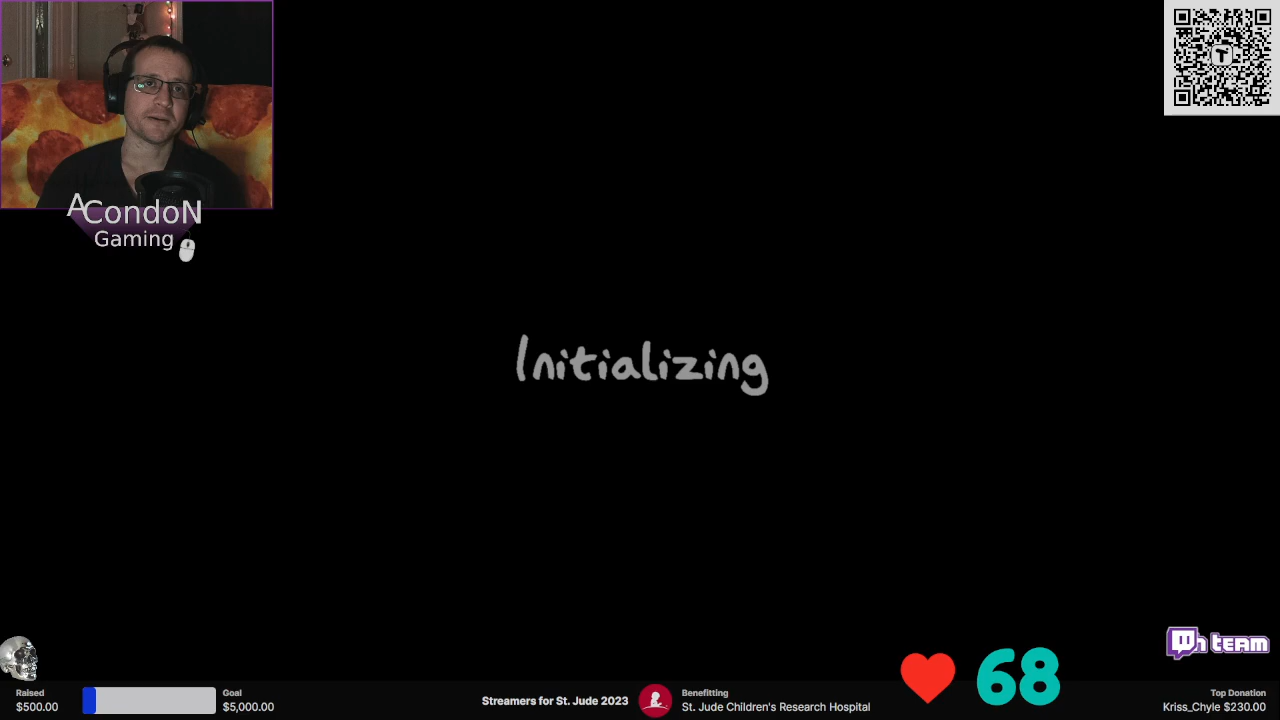 ACondoN
Gaming
Initializing
Raised
$500.00
Goal
$5,000.00
Streamers for St. Jude 2023
Benefitting
St. Jude Children's Research Hospital
68
TEAM
Top Donation
Kriss_Chyle $230.00